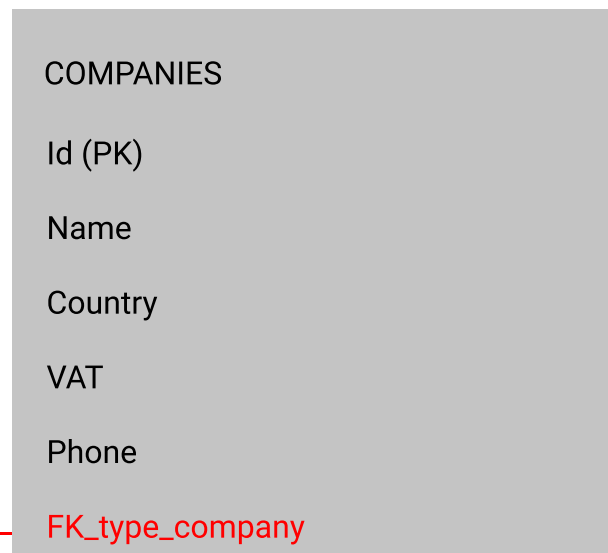 COMPANIES
Id (PK)
Name
Country
VAT
Phone
FK_type_company